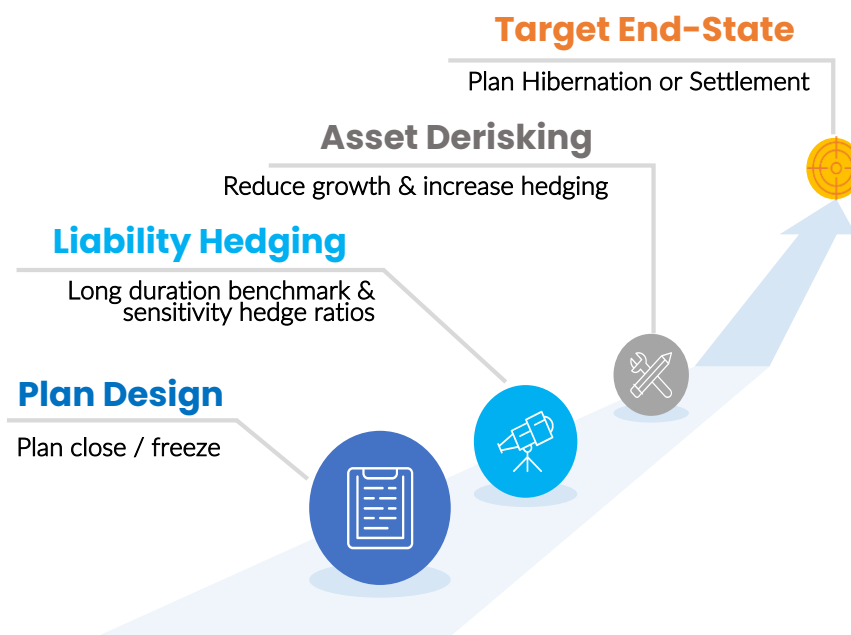 Target End-State
Plan Hibernation or Settlement
Asset Derisking
Reduce growth & increase hedging
Liability Hedging
Long duration benchmark &
sensitivity hedge ratios
Plan Design
Plan close / freeze